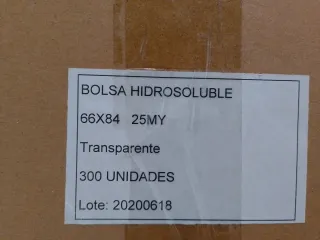 BOLSA HIDROSOLUBLE
66X84 25MY
Transparente
300 UNIDADES
Lote: 20200618